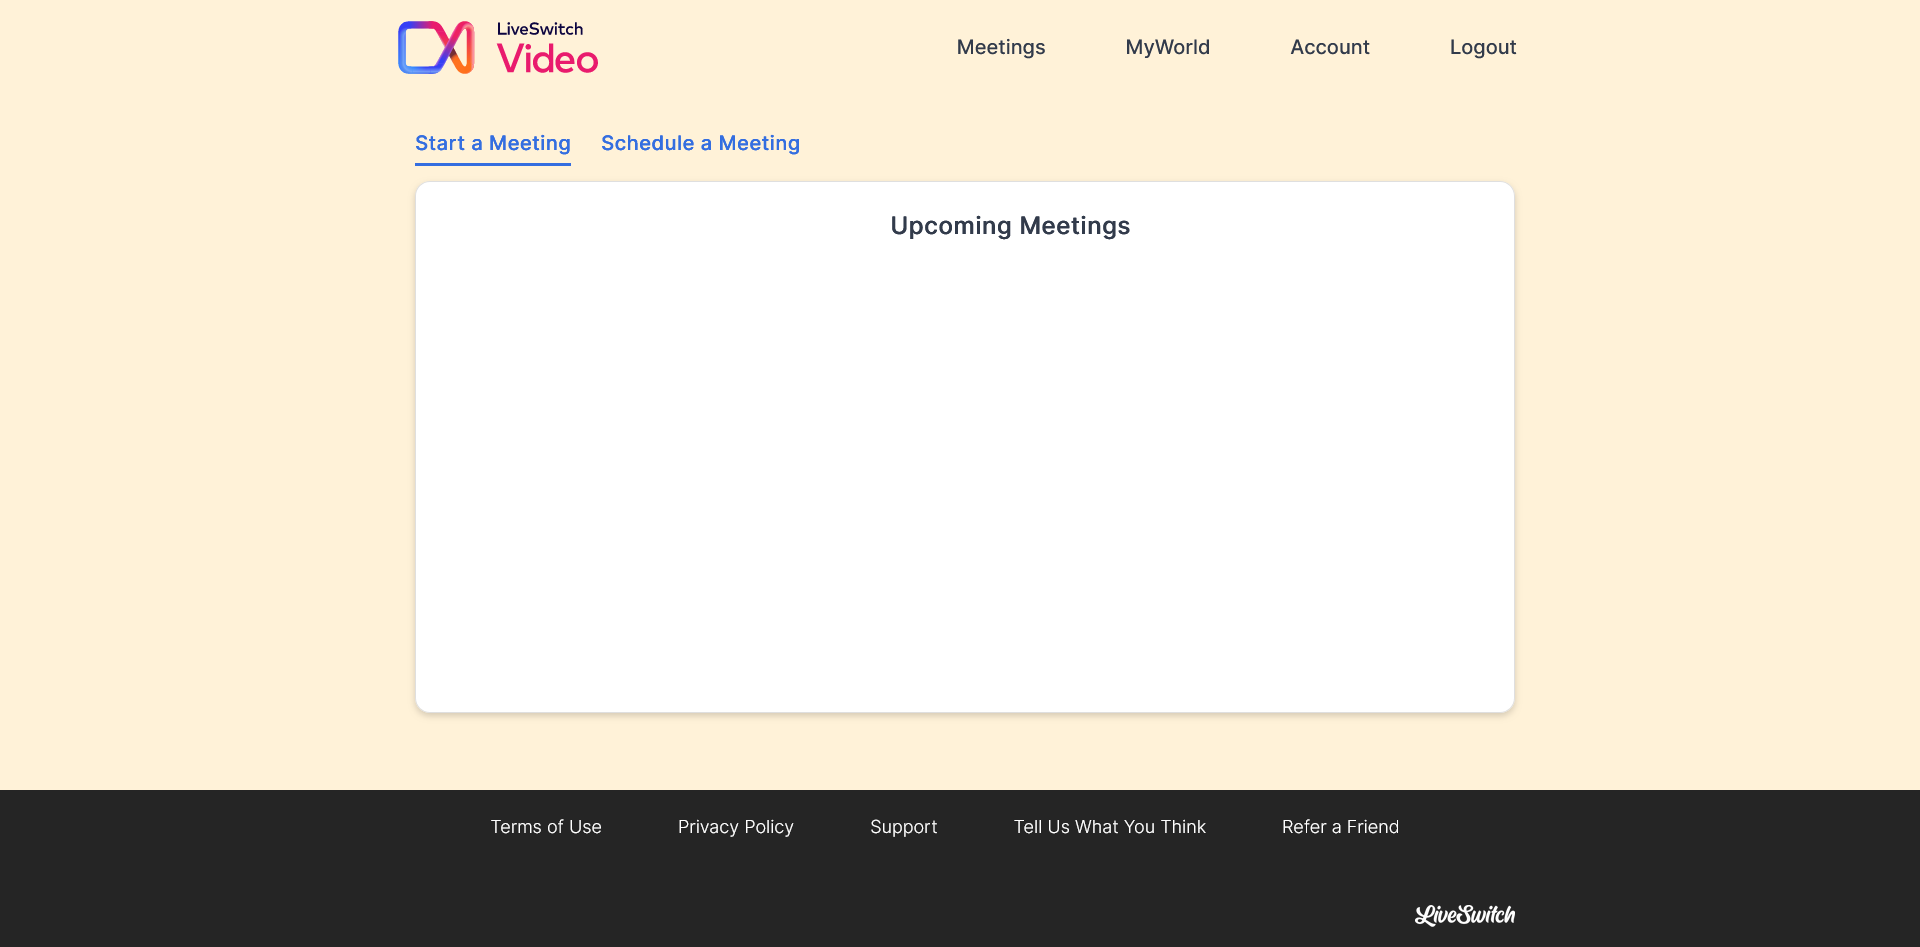 LiveSwitch
Video
Meetings
MyWorld
Account
Logout
Start a Meeting
Schedule a Meeting
Upcoming Meetings
Terms of Use
Privacy Policy
Support
Tell Us What You Think
Refer a Friend
LiveSwitch